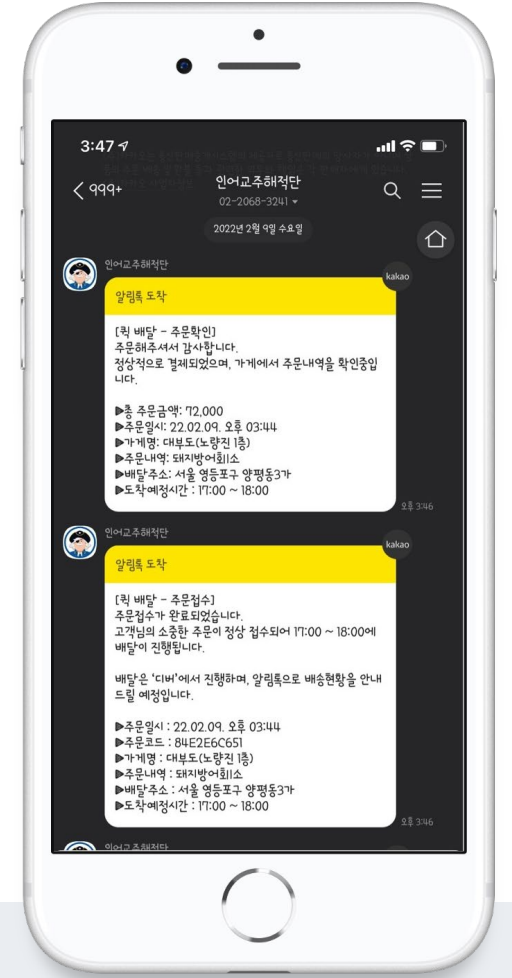 3:47
999+
인어교주해적단
02-2068-3241
2022년 2월 9일 수요일
인어교주해적단
kakao
알림톡 도착
[퀵 배달 - 주문확인]
주문해주셔서 감사합니다.
정상적으로 결제되었으며, 가게에서 주문내역을 확인중입
니다.
▶총 주문금액: 72,000
▶주문일시: 22.02.09. 오후 03:44
▶가게명: 대부도(노량진 1층)
▶주문내역: 돼지방어회||소
▶배달주소: 서울 영등포구 양평동3가
▶도착예정시간 : 17:00 ~ 18:00
오후 3:46
인어교주해적단
kakao
알림톡 도착
[퀵 배달 - 주문접수]
주문접수가 완료되었습니다.
고객님의 소중한 주문이 정상 접수되어 17:00 ~ 18:00에
배달이 진행됩니다.
배달은 '디버'에서 진행하며, 알림톡으로 배송현황을 안내
드릴 예정입니다.
▶주문일시 : 22.02.09. 오후 03:44
▶주문코드 : 84E2E6C651
▶가게명 : 대부도(노량진 1층)
▶주문내역 : 돼지방어회||소
▶배달주소 : 서울 영등포구 양평동3가
▶도착예정시간 : 17:00 ~ 18:00
오후 3:46
인어교주해적단